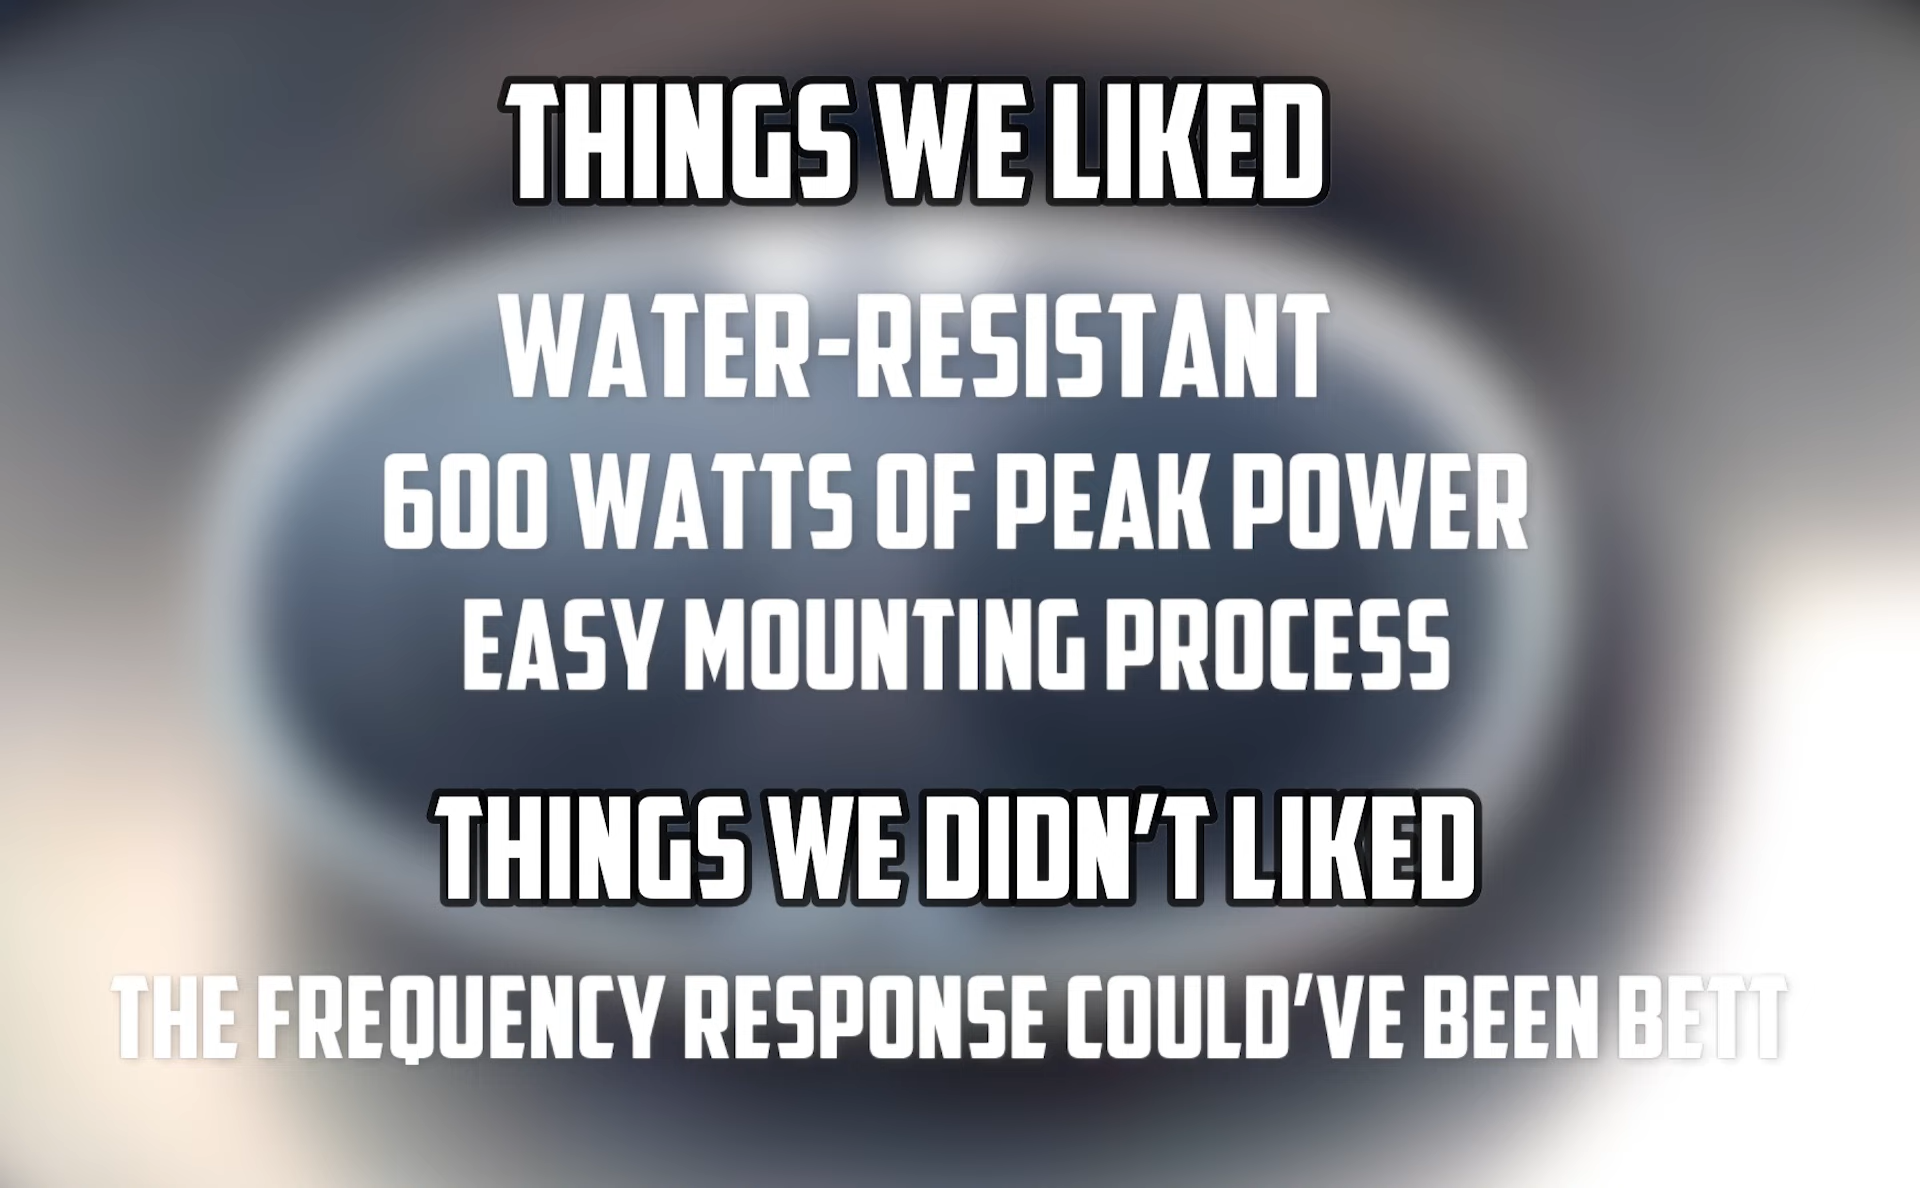 THINGS WE LIKED
WATER-RESISTANT
600 WATTS OF PEAK POWER
EASY MOUNTING PROCESS
THINGS WE DIDN'T LIKED
THE FREQUENCY RESPONSE COULD'VE BEEN BETT